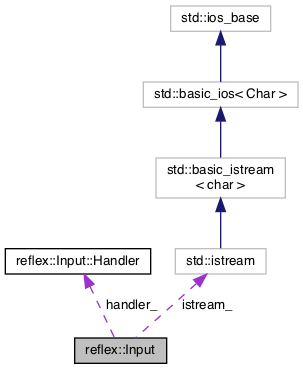 std::ios_base
std::basic_ios< Char >
std::basic_istream
< char >
reflex::Input::Handler
std::istream
handler_
istream_
reflex::Input